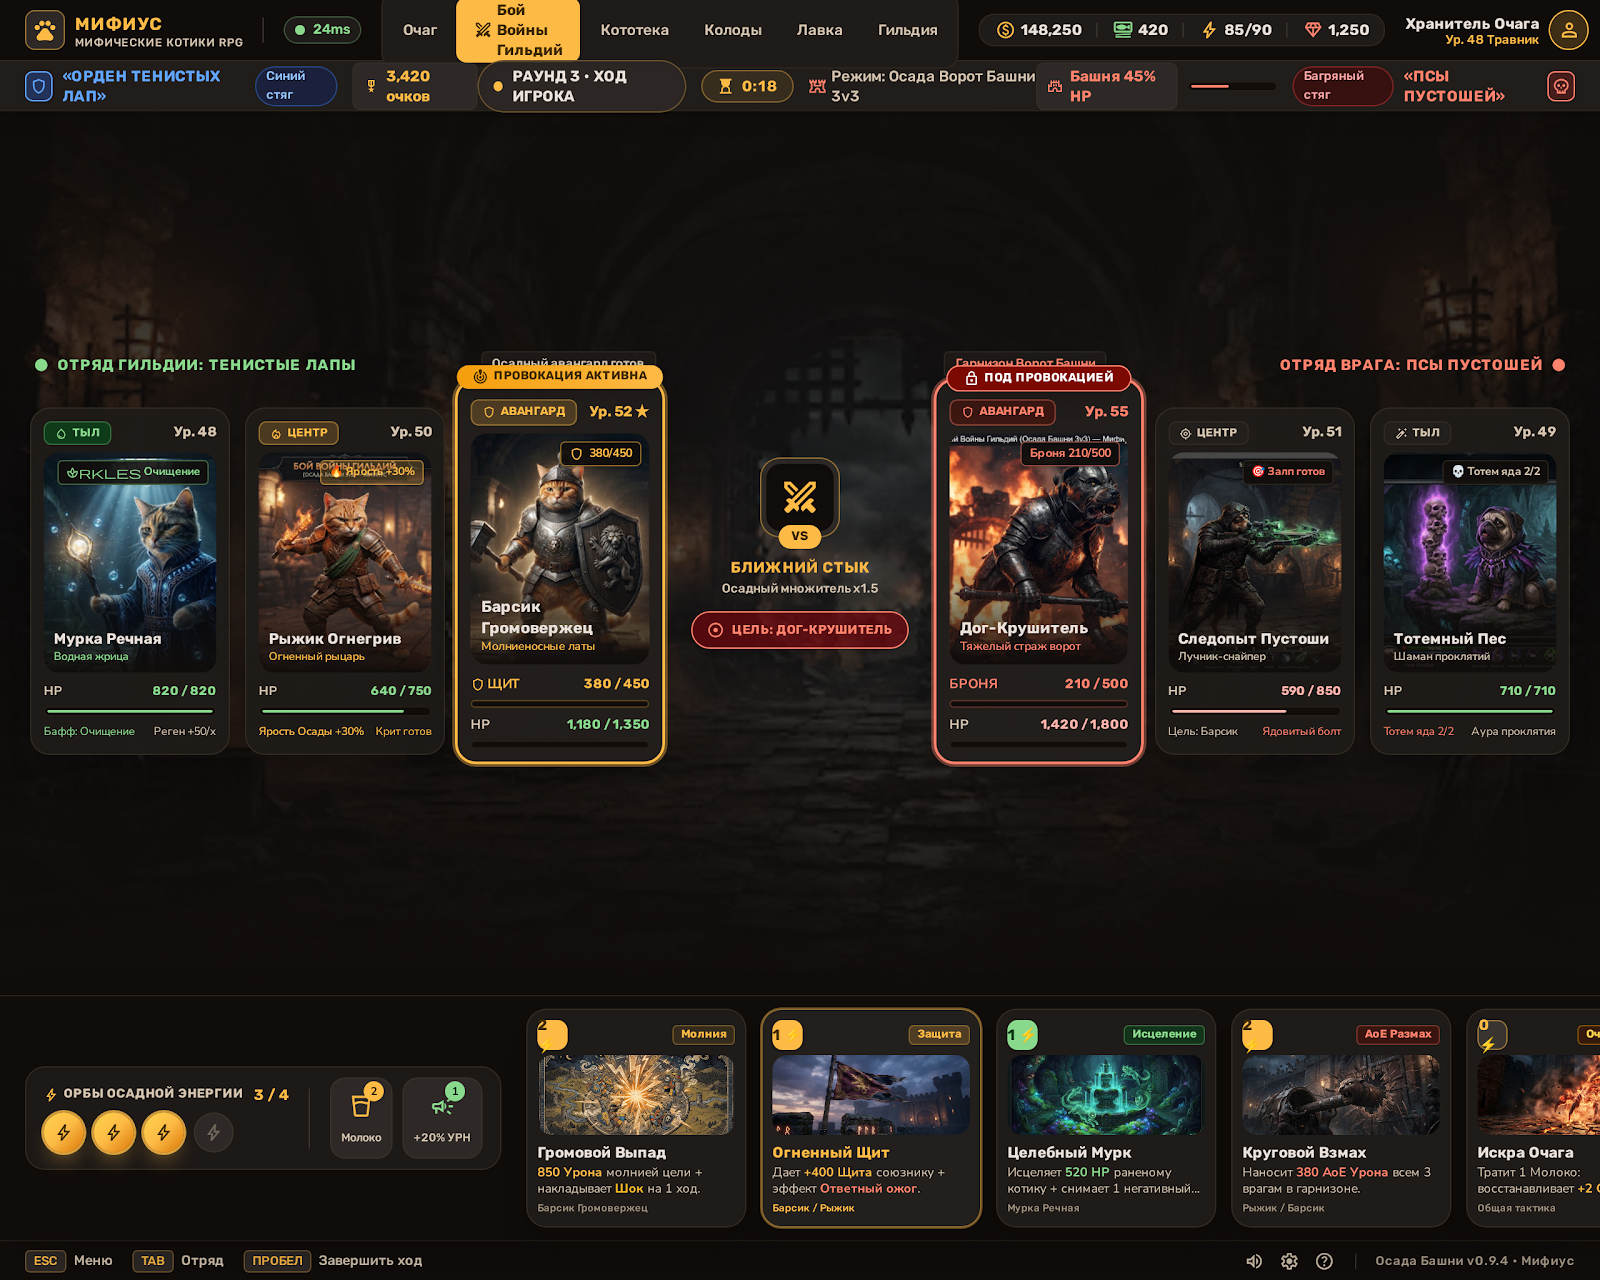 МИФИУС
МИФИЧЕСКИЕ КОТИКИ RPG
24ms
Очаг
Бой
Войны
Гильдий
Кототека
Колоды
Лавка
Гильдия
148,250
420
85/90
1,250
Хранитель Очага
Ур. 48 Травник
«ОРДЕН ТЕНИСТЫХ
ЛАП»
Синий
стяг
3,420
очков
РАУНД 3 • ХОД
ИГРОКА
0:18
Режим: Осада Ворот Башни
3v3
Башня 45%
HP
Багряный
стяг
«ПСЫ
ПУСТОШЕЙ»
ОТРЯД ГИЛЬДИИ: ТЕНИСТЫЕ ЛАПЫ
Осадный авангард готов
ПРОВОКАЦИЯ АКТИВНА
Гарнизон Ворот Башни
ПОД ПРОВОКАЦИЕЙ
ОТРЯД ВРАГА: ПСЫ ПУСТОШЕЙ
ТЫЛ
Ур. 48
RKLES Очищение
Мурка Речная
Водная жрица
HP
820 / 820
Бафф: Очищение
Реген +50/х
ЦЕНТР
Ур. 50
БОЙ ВОЙНЫ ГИЛЬДИЙ
Ярость +30%
Рыжик Огнегрив
Огненный рыцарь
HP
640 / 750
Ярость Осады +30%
Крит готов
АВАНГАРД
Ур. 52 ★
380/450
Барсик
Громовержец
Молниеносные латы
ЩИТ
380 / 450
HP
1,180 / 1,350
VS
БЛИЖНИЙ СТЫК
Осадный множитель x1.5
ЦЕЛЬ: ДОГ-КРУШИТЕЛЬ
АВАНГАРД
Ур. 55
й Войны Гильдий (Осада Башни 3v3) — Мифи
Броня 210/500
Дог-Крушитель
Тяжелый страж ворот
БРОНЯ
210 / 500
HP
1,420 / 1,800
ЦЕНТР
Ур. 51
🎯 Залп готов
Следопыт Пустоши
Лучник-снайпер
HP
590 / 850
Цель: Барсик
Ядовитый болт
ТЫЛ
Ур. 49
💀 Тотем яда 2/2
Тотемный Пес
Шаман проклятий
HP
710 / 710
Тотем яда 2/2
Аура проклятия
ОРБЫ ОСАДНОЙ ЭНЕРГИИ
3 / 4
2
Молоко
1
+20% УРН
2 ⚡
Молния
Громовой Выпад
850 Урона молнией цели +
накладывает Шок на 1 ход.
Барсик Громовержец
1 ⚡
Защита
Огненный Щит
Дает +400 Щита союзнику +
эффект Ответный ожог.
Барсик / Рыжик
1 ⚡
Исцеление
Целебный Мурк
Исцеляет 520 HP раненому
котику + снимает 1 негативный...
Мурка Речная
2 ⚡
AoE Размах
Круговой Взмах
Наносит 380 AoE Урона всем 3
врагам в гарнизоне.
Рыжик / Барсик
0 ⚡
Оч
Искра Очага
Тратит 1 Молоко:
восстанавливает +2
Общая тактика
ESC
Меню
TAB
Отряд
ПРОБЕЛ
Завершить ход
Осада Башни v0.9.4 • Мифиус